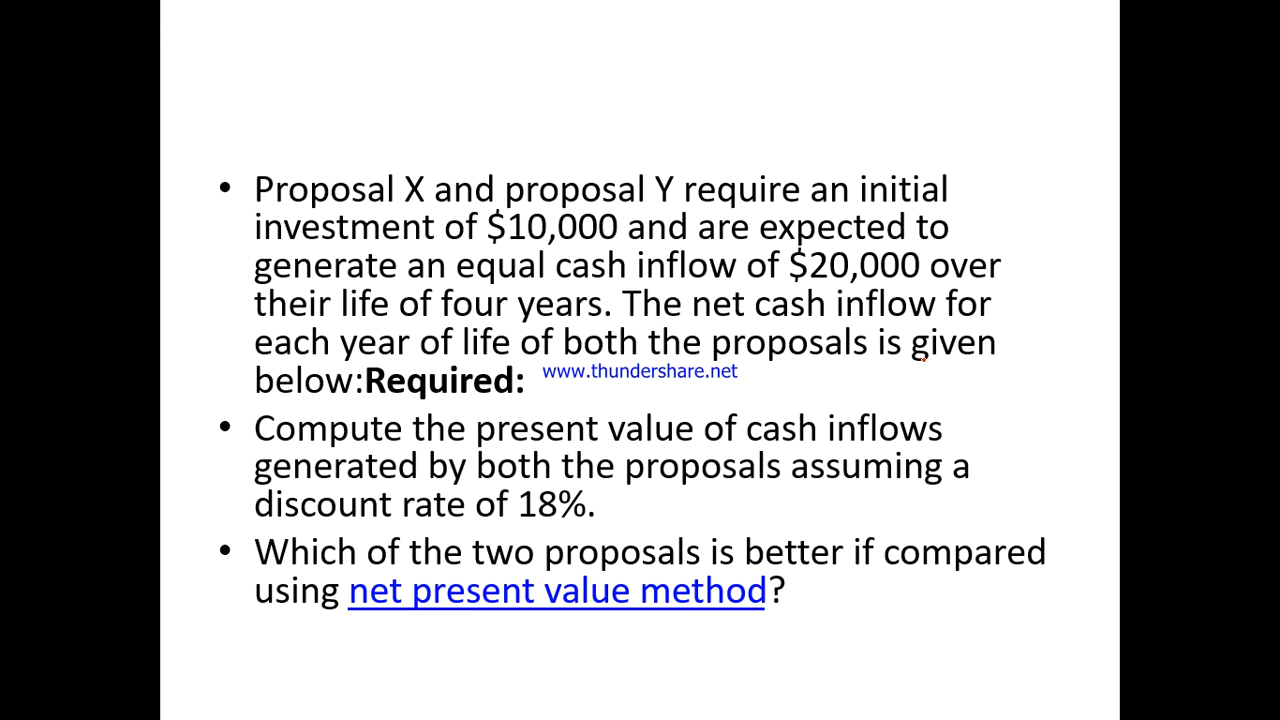 • Proposal X and proposal Y require an initial
investment of $10,000 and are expected to
generate an equal cash inflow of $20,000 over
their life of four years. The net cash inflow for
each year of life of both the proposals is given
below:Required: www.thundershare.net
• Compute the present value of cash inflows
generated by both the proposals assuming a
discount rate of 18%.
• Which of the two proposals is better if compared
using net present value method?